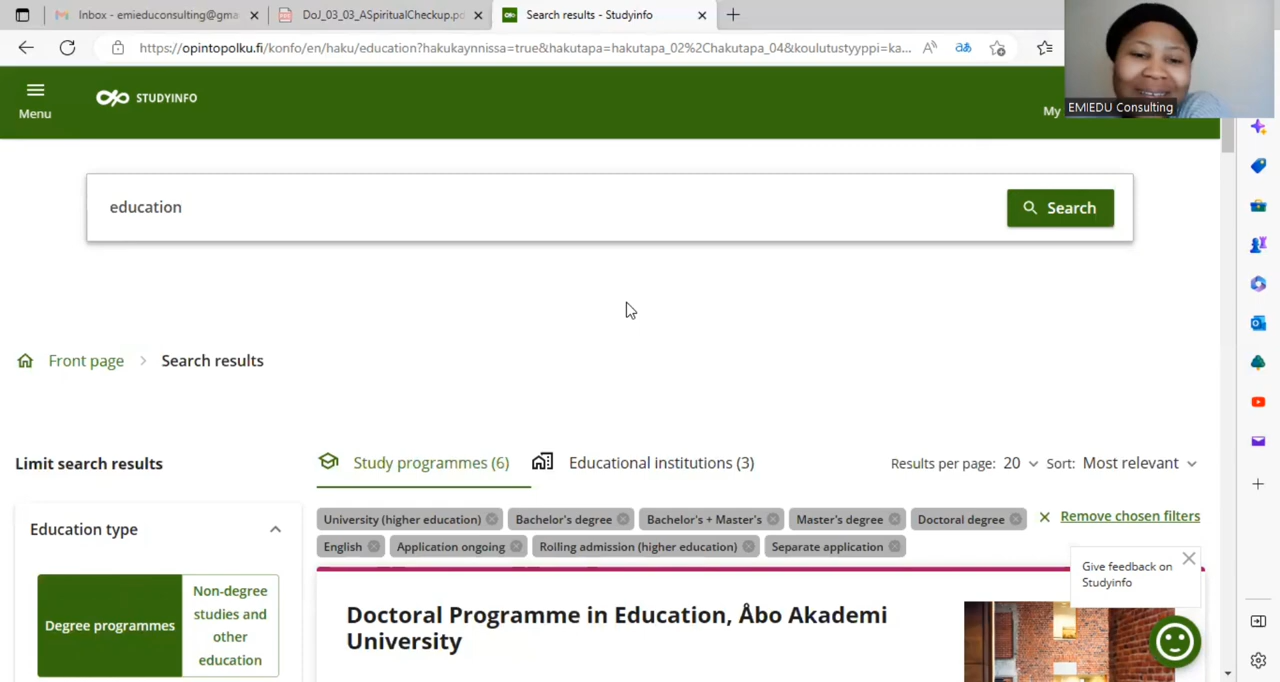 Inbox - emieduconsulting@gma
DoJ_03_03_ASpiritualCheckup.pd
Search results - Studyinfo
https://opintopolku.fi/konfo/en/haku/education?hakukaynnissa=true&hakutapa=hakutapa_02%2Chakutapa_04&koulutustyyppi=ka...
EMIEDU Consulting
Menu
STUDYINFO
My
education
Search
Front page
Search results
Limit search results
Study programmes (6)
Educational institutions (3)
Results per page: 20
Sort: Most relevant
University (higher education)
Bachelor's degree
Bachelor's + Master's
Master's degree
Doctoral degree
Remove chosen filters
English
Application ongoing
Rolling admission (higher education)
Separate application
Education type
Degree programmes
Non-degree
studies and
other
education
Give feedback on
Studyinfo
Doctoral Programme in Education, Åbo Akademi
University